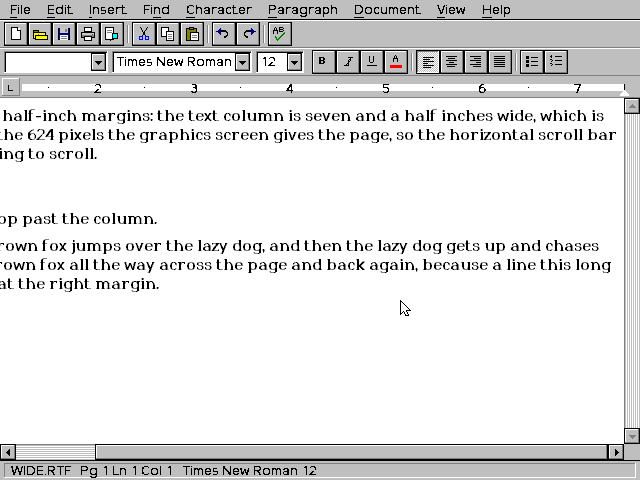 File Edit Insert Find Character Paragraph Document View Help
ABC
Times New Roman 12 B I U A
L 2 3 4 5 6 7
half-inch margins: the text column is seven and a half inches wide, which is
the 624 pixels the graphics screen gives the page, so the horizontal scroll bar
ing to scroll.
op past the column.
rown fox jumps over the lazy dog, and then the lazy dog gets up and chases
rown fox all the way across the page and back again, because a line this long
at the right margin.
WIDE.RTF Pg 1 Ln 1 Col 1 Times New Roman 12